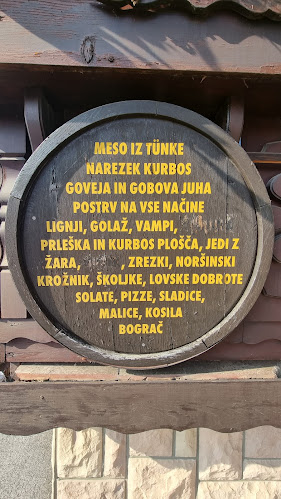 MESO IZ TÜNKE
NAREZEK KURBOS
GOVEJA IN GOBOVA JUHA
POSTRV NA VSE NAČINE
LIGNJI, GOLAŽ, VAMPI,
PRLEŠKA IN KURBOS PLOŠČA, JEDI Z
ŽARA, , ZREZKI, NORŠINSKI
KROŽNIK, ŠKOLJKE, LOVSKE DOBROTE
SOLATE, PIZZE, SLADICE,
MALICE, KOSILA
BOGRAČ